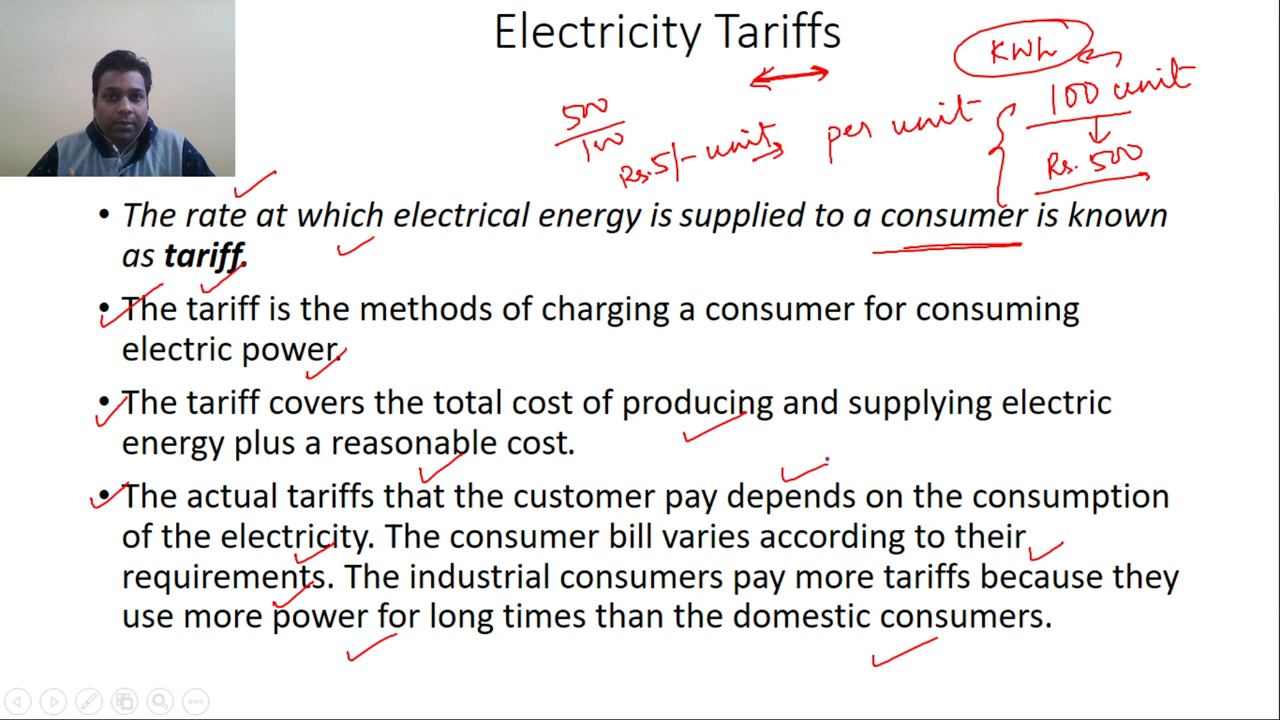 Electricity Tariffs
KWh
500
100
Rs.5/- unit
per unit
100 unit
Rs. 500
• The rate at which electrical energy is supplied to a consumer is known
as tariff.
• The tariff is the methods of charging a consumer for consuming
electric power.
• The tariff covers the total cost of producing and supplying electric
energy plus a reasonable cost.
• The actual tariffs that the customer pay depends on the consumption
of the electricity. The consumer bill varies according to their
requirements. The industrial consumers pay more tariffs because they
use more power for long times than the domestic consumers.